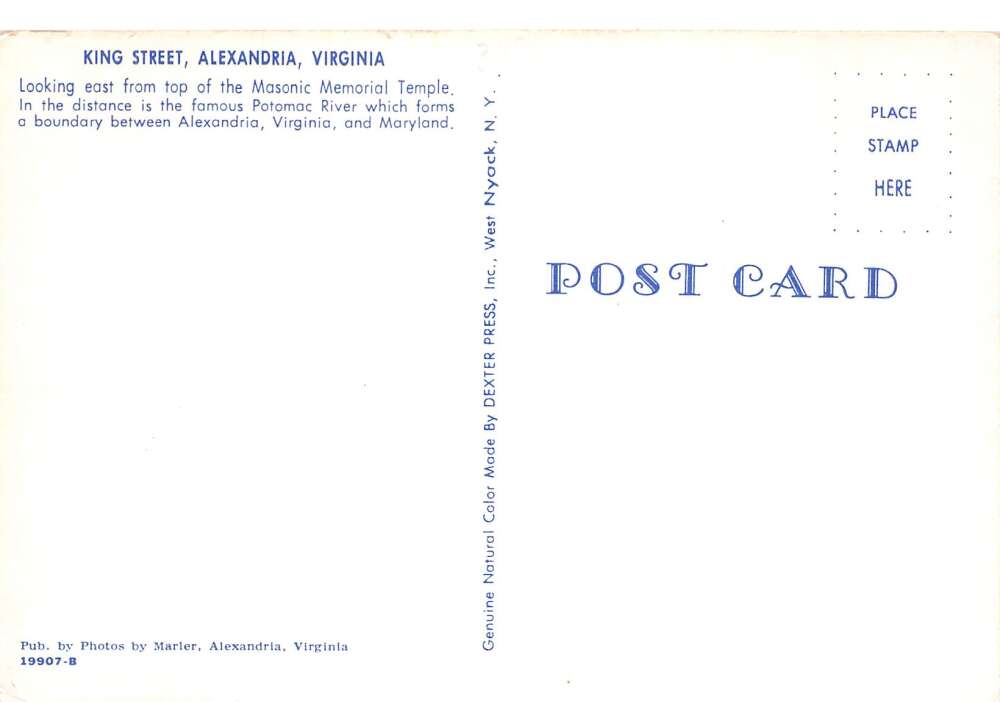 KING STREET, ALEXANDRIA, VIRGINIA
Looking east from top of the Masonic Memorial Temple.
In the distance is the famous Potomac River which forms
a boundary between Alexandria, Virginia, and Maryland.
Pub. by Photos by Marler, Alexandria, Virginia
19907-B
Genuine Natural Color Made By DEXTER PRESS, Inc., West Nyack, N. Y.
PLACE
STAMP
HERE
POST CARD